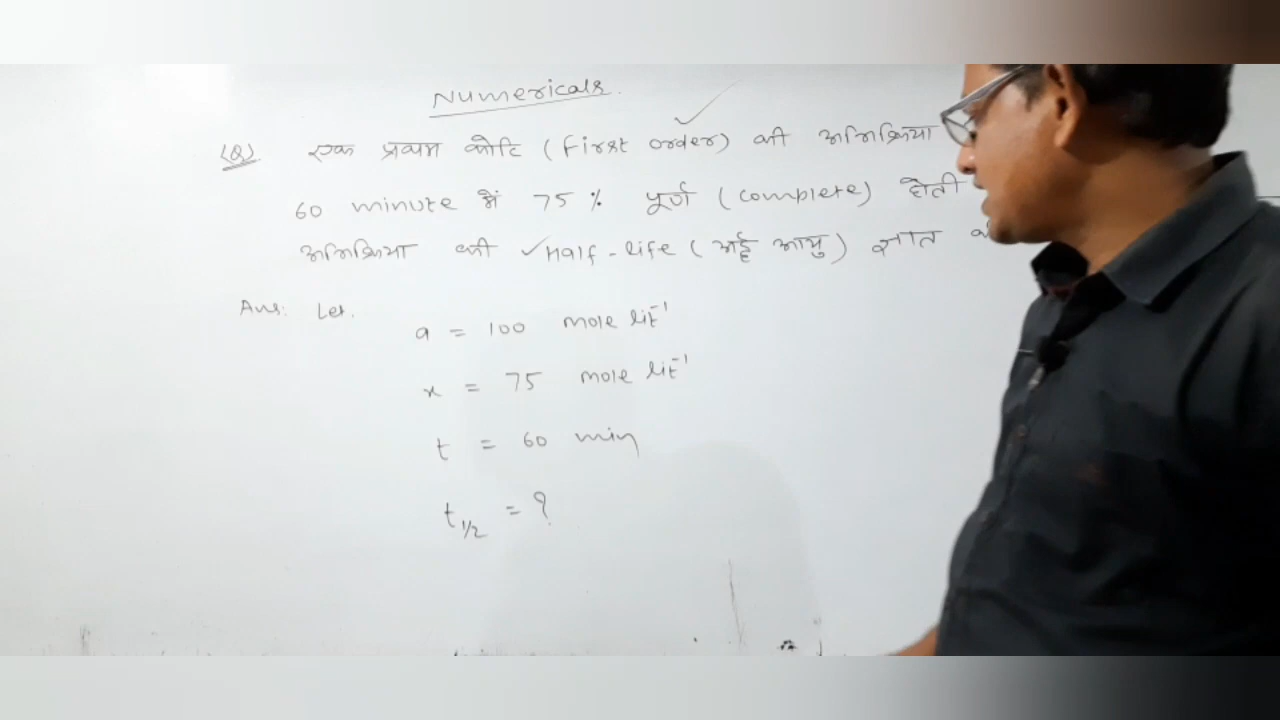 Numericals.
(Q) एक प्रथम कोटि (First order) की अभिक्रिया
60 minute में 75 % पूर्ण (complete) होती
अभिक्रिया की ✓Half-life (अर्द्ध आयु) ज्ञात
Ans: Let.
a = 100 mole lit⁻¹
x = 75 mole lit⁻¹
t = 60 min
t1/2 = ?